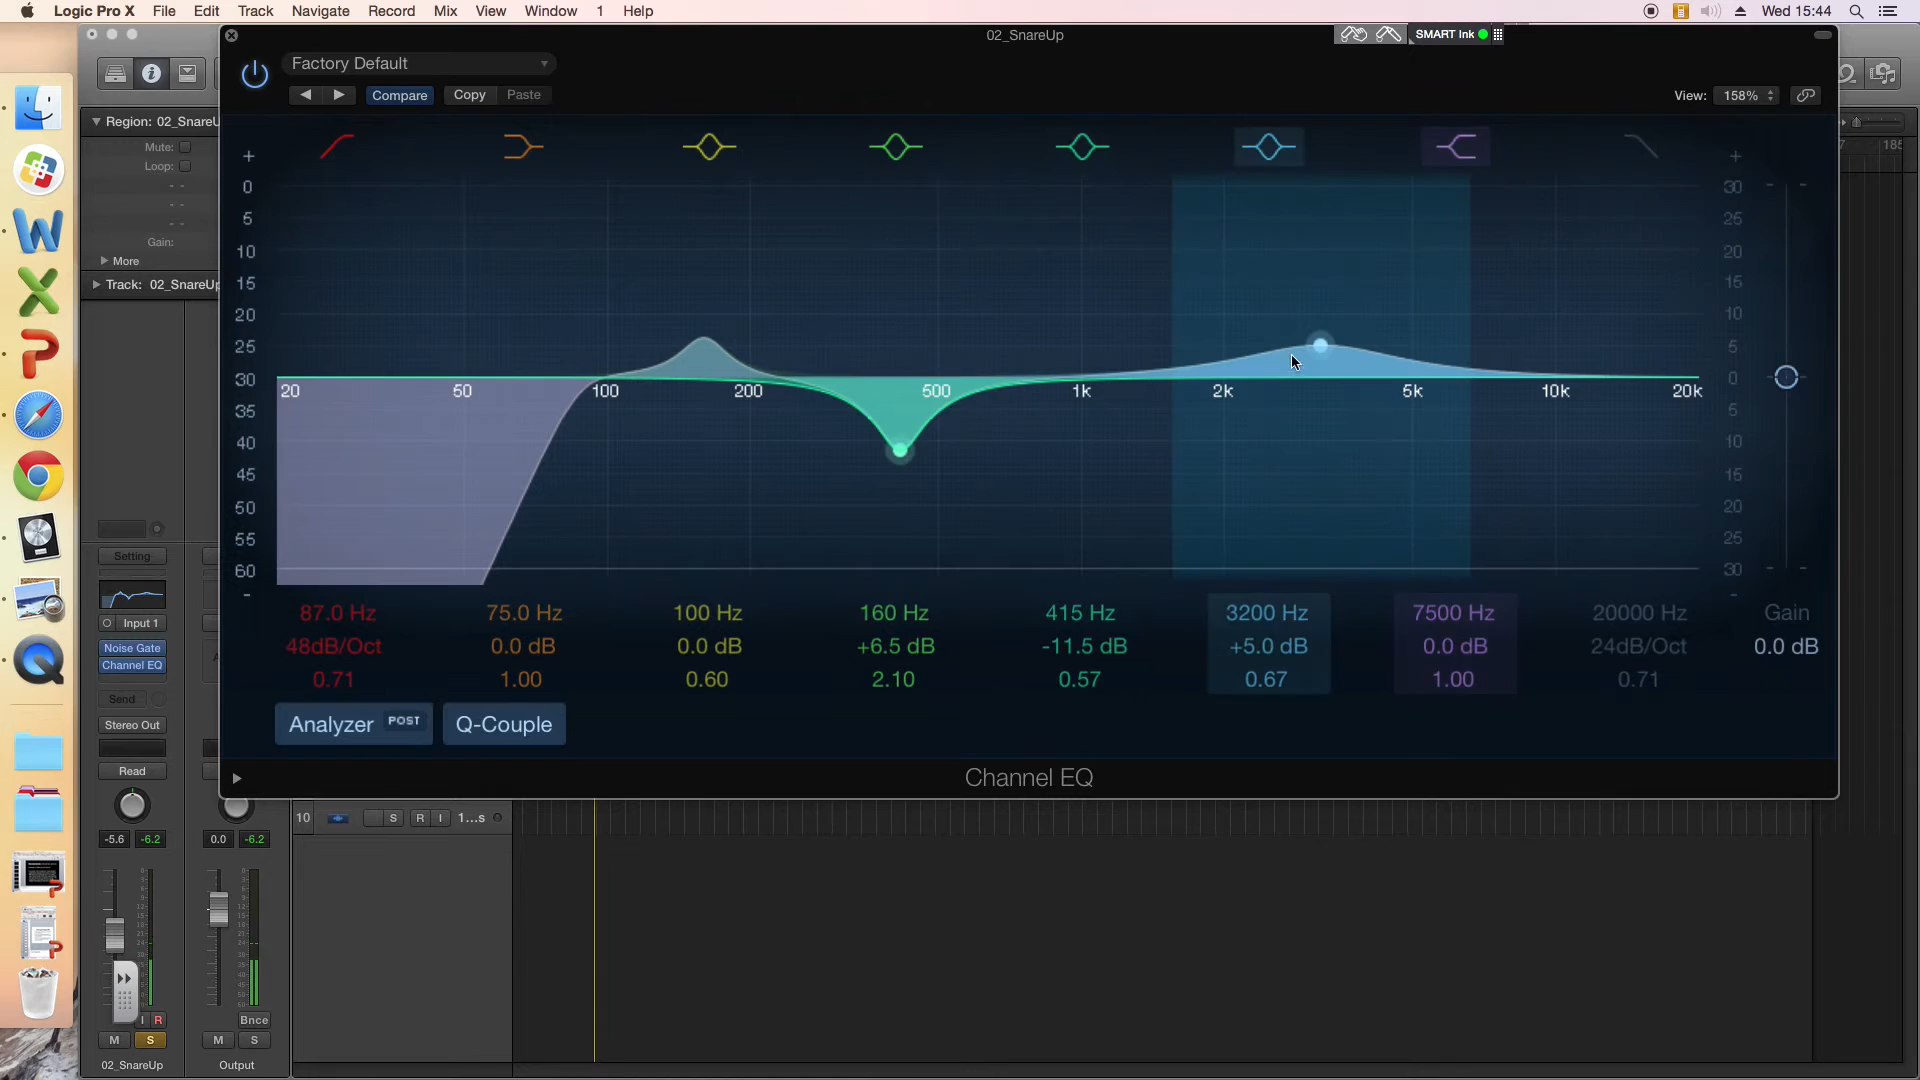 Logic Pro X File Edit Track Navigate Record Mix View Window 1 Help Wed 15:44
02_SnareUp SMART Ink
Factory Default
Compare Copy Paste View: 158%
Region: 02_SnareU
Mute:
Loop:
Gain:
More
Track: 02_SnareUp
+ +
0 30
5 25
10 20
15 15
20 10
25 5
30 0
20 50 100 200 500 1k 2k 5k 10k 20k
35 5
40 10
45 15
50 20
55 25
60 30
- -
87.0 Hz 75.0 Hz 100 Hz 160 Hz 415 Hz 3200 Hz 7500 Hz 20000 Hz Gain
48dB/Oct 0.0 dB 0.0 dB +6.5 dB -11.5 dB +5.0 dB 0.0 dB 24dB/Oct 0.0 dB
0.71 1.00 0.60 2.10 0.57 0.67 1.00 0.71
Analyzer POST Q-Couple
Channel EQ
Setting
Input 1
Noise Gate
Channel EQ
Send
Stereo Out
Read
10 S R I 1...s
-5.6 -6.2 0.0 -6.2
I R Bnce
M S M S
02_SnareUp Output